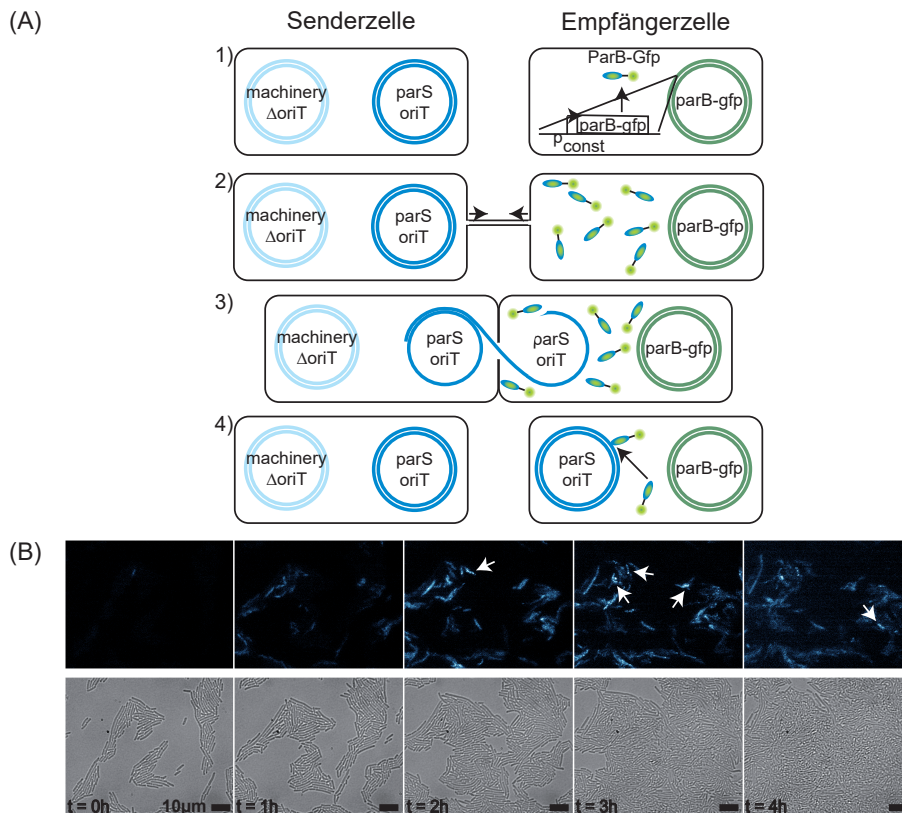 (A)
Senderzelle Empfängerzelle
1)
machinery
ΔoriT
parS
oriT
ParB-Gfp
parB-gfp
pconst
parB-gfp
2)
machinery
ΔoriT
parS
oriT
parB-gfp
3)
machinery
ΔoriT
parS
oriT
parS
oriT
parB-gfp
4)
machinery
ΔoriT
parS
oriT
parS
oriT
parB-gfp
(B)
t = 0h 10µm t = 1h t = 2h t = 3h t = 4h